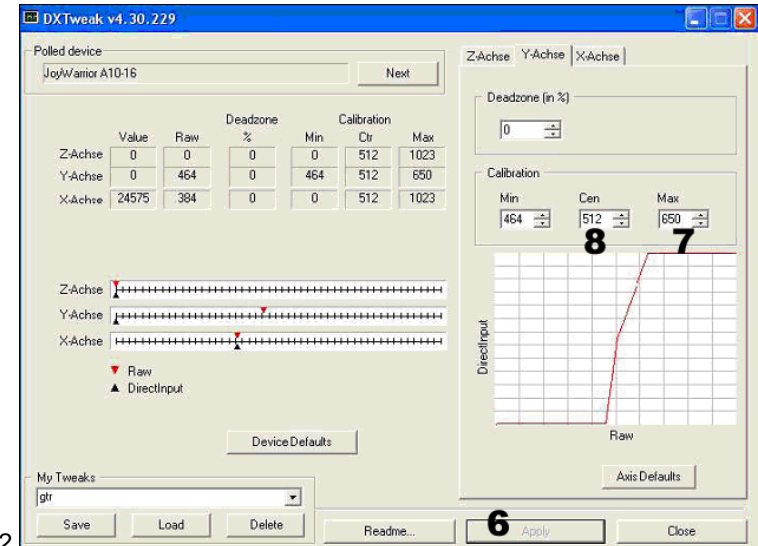 DXTweak v4.30.229
Polled device
JoyWarrior A10-16
Next
Deadzone Calibration
Value Raw % Min Ctr Max
Z-Achse 0 0 0 0 512 1023
Y-Achse 0 464 0 464 512 650
X-Achse 24575 384 0 0 512 1023
Z-Achse
Y-Achse
X-Achse
Raw
DirectInput
Device Defaults
My Tweaks
gtr
Save Load Delete
Z-Achse Y-Achse X-Achse
Deadzone (in %)
0
Calibration
Min Cen Max
464 512 650
8 7
DirectInput
Raw
Axis Defaults
Readme... 6 Apply Close
2